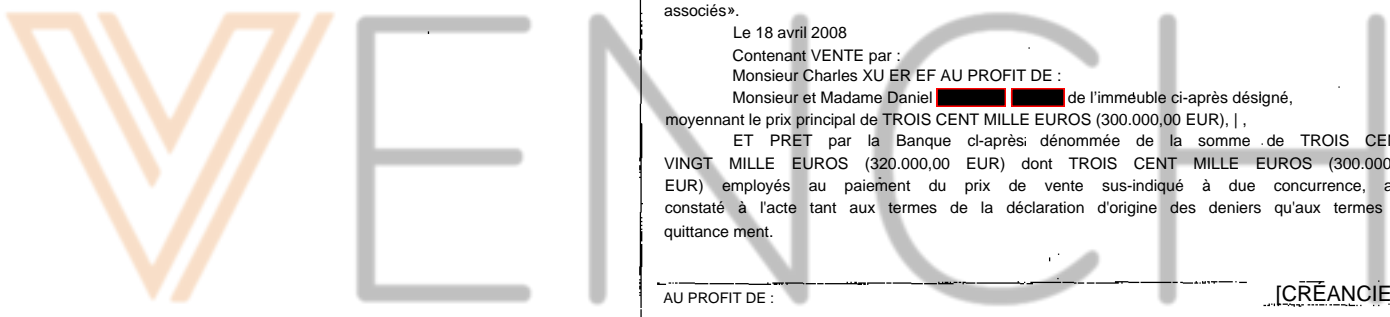 associés».
Le 18 avril 2008
Contenant VENTE par :
Monsieur Charles XU ER EF AU PROFIT DE :
Monsieur et Madame Daniel de l'immeuble ci-après désigné,
moyennant le prix principal de TROIS CENT MILLE EUROS (300.000,00 EUR), | ,
ET PRET par la Banque cl-après dénommée de la somme de TROIS CE
VINGT MILLE EUROS (320.000,00 EUR) dont TROIS CENT MILLE EUROS (300.000
EUR) employés au paiement du prix de vente sus-indiqué à due concurrence, a
constaté à l'acte tant aux termes de la déclaration d'origine des deniers qu'aux termes
quittance ment.
AU PROFIT DE :
[CRÉANCIE
VENCH